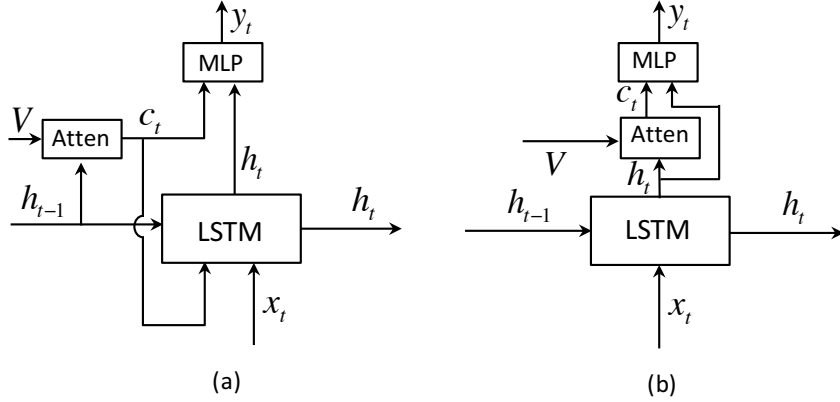 y_t
MLP
V
c_t
Atten
h_t
h_{t-1}
LSTM
h_t
x_t
(a)
y_t
MLP
c_t
Atten
V
h_t
h_{t-1}
LSTM
h_t
x_t
(b)